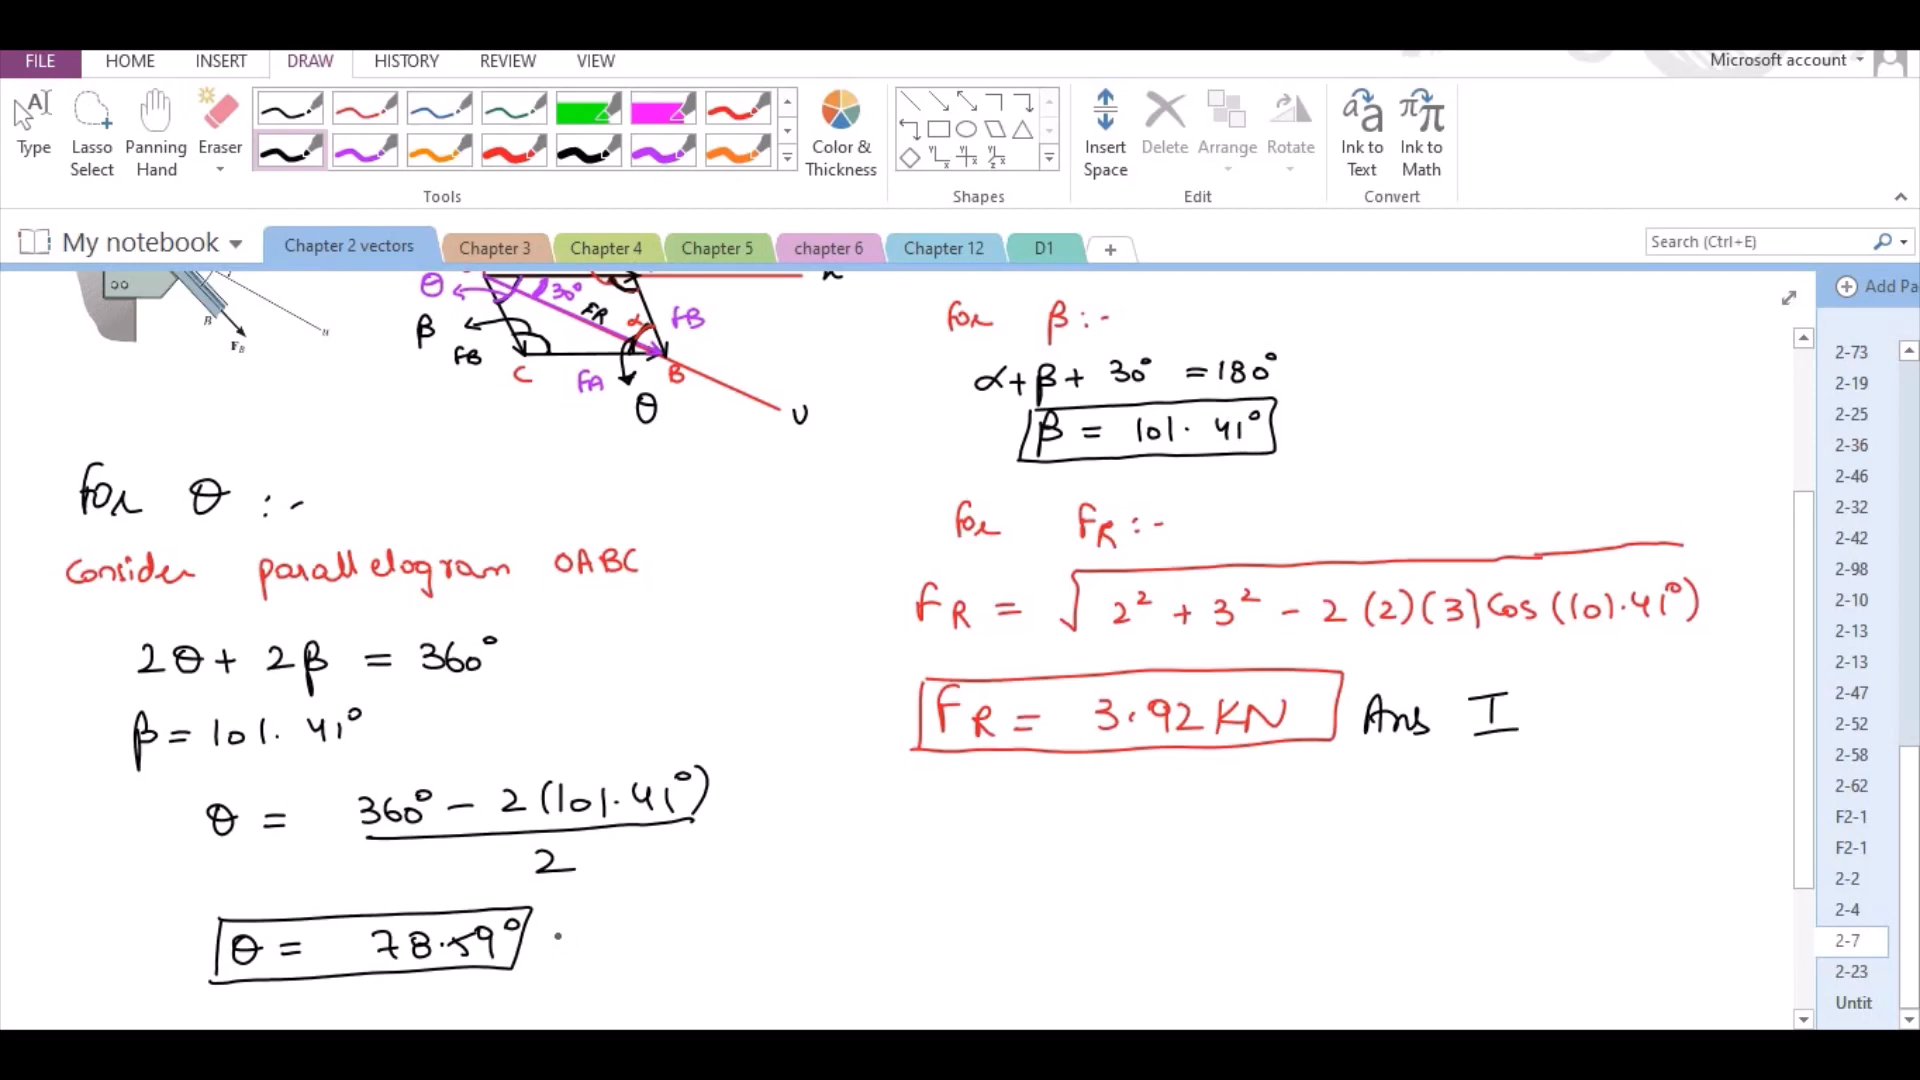 Microsoft account
FILE HOME INSERT DRAW HISTORY REVIEW VIEW
Type
Lasso Select
Panning Hand
Eraser
Color & Thickness
Insert Space
Delete
Arrange
Rotate
Ink to Text
Ink to Math
Tools
Shapes
Edit
Convert
My notebook
Chapter 2 vectors
Chapter 3
Chapter 4
Chapter 5
chapter 6
Chapter 12
D1
Search (Ctrl+E)
B
F_B
u
θ
30°
FR
α
FB
β
FB
C
FA
B
θ
U
For θ :-
Consider parallelogram OABC
2θ + 2β = 360°
β = 101.41°
θ = 360° - 2(101.41°)
2
θ = 78.59°
For β :-
α + β + 30° = 180°
β = 101.41°
For F_R :-
F_R = √2² + 3² - 2(2)(3)Cos(101.41°)
F_R = 3.92 KN Ans I
Add Pa
2-73
2-19
2-25
2-36
2-46
2-32
2-42
2-98
2-10
2-13
2-13
2-47
2-52
2-58
2-62
F2-1
F2-1
2-2
2-4
2-7
2-23
Untit